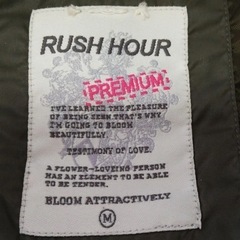 RUSH HOUR
PREMIUM
I'VE LEARNED THE PLEASURE
OF BEING SEEN THAT'S WHY
I'M GOING TO BLOOM
BEAUTIFULLY.
TESTIMONY OF LOVE.
A FLOWER-LOVEING PERSON
HAS AN ELEMENT TO BE ABLE
TO BE TENDER.
BLOOM ATTRACTIVELY
M